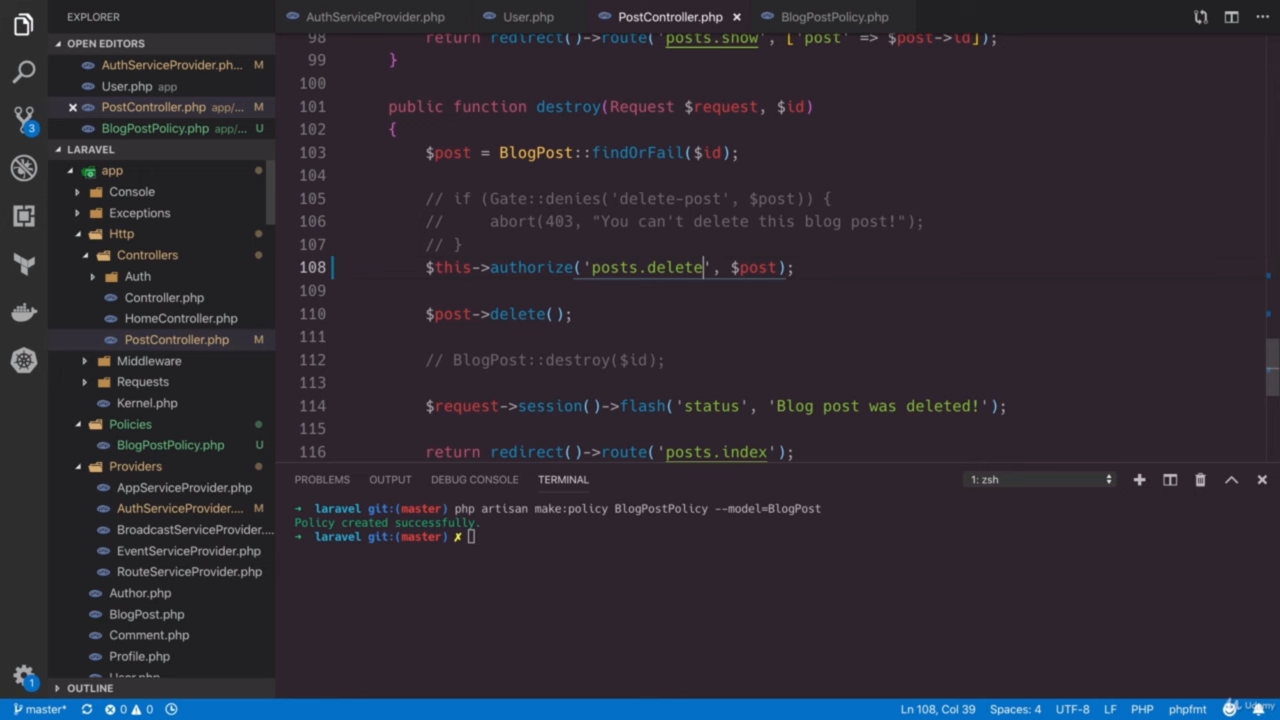 EXPLORER
AuthServiceProvider.php
User.php
PostController.php
BlogPostPolicy.php
OPEN EDITORS
AuthServiceProvider.ph... M
User.php app
PostController.php app/... M
BlogPostPolicy.php app/... U
LARAVEL
app
Console
Exceptions
Http
Controllers
Auth
Controller.php
HomeController.php
PostController.php M
Middleware
Requests
Kernel.php
Policies
BlogPostPolicy.php U
Providers
AppServiceProvider.php
AuthServiceProvider.... M
BroadcastServiceProvider....
EventServiceProvider.php
RouteServiceProvider.php
Author.php
BlogPost.php
Comment.php
Profile.php
User.php
OUTLINE
3
1
98 return redirect()->route('posts.show', ['post' => $post->id]);
99 }
100
101 public function destroy(Request $request, $id)
102 {
103 $post = BlogPost::findOrFail($id);
104
105 // if (Gate::denies('delete-post', $post)) {
106 // abort(403, "You can't delete this blog post!");
107 // }
108 $this->authorize('posts.delete', $post);
109
110 $post->delete();
111
112 // BlogPost::destroy($id);
113
114 $request->session()->flash('status', 'Blog post was deleted!');
115
116 return redirect()->route('posts.index');
PROBLEMS OUTPUT DEBUG CONSOLE TERMINAL 1: zsh
→ laravel git:(master) php artisan make:policy BlogPostPolicy --model=BlogPost
Policy created successfully.
→ laravel git:(master) ✗
master* 0 0 Ln 108, Col 39 Spaces: 4 UTF-8 LF PHP phpfmt
Udemy